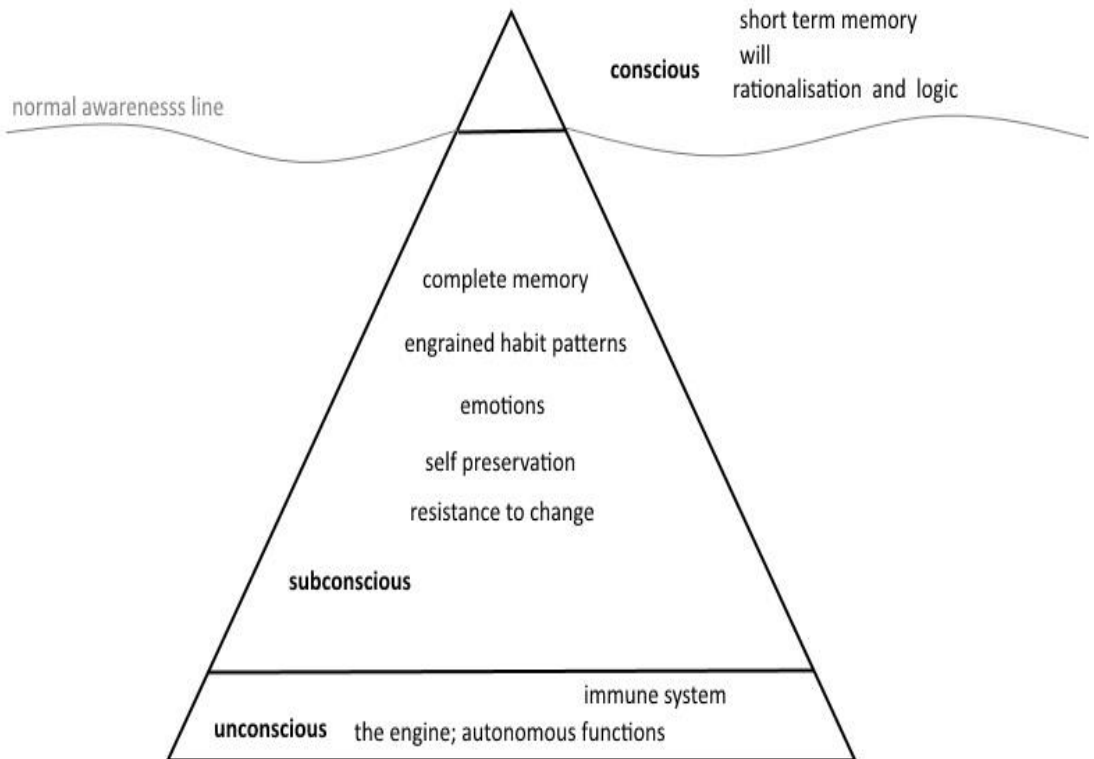 short term memory
will
conscious
rationalisation and logic
normal awarenesss line
complete memory
engrained habit patterns
emotions
self preservation
resistance to change
subconscious
immune system
unconscious the engine; autonomous functions